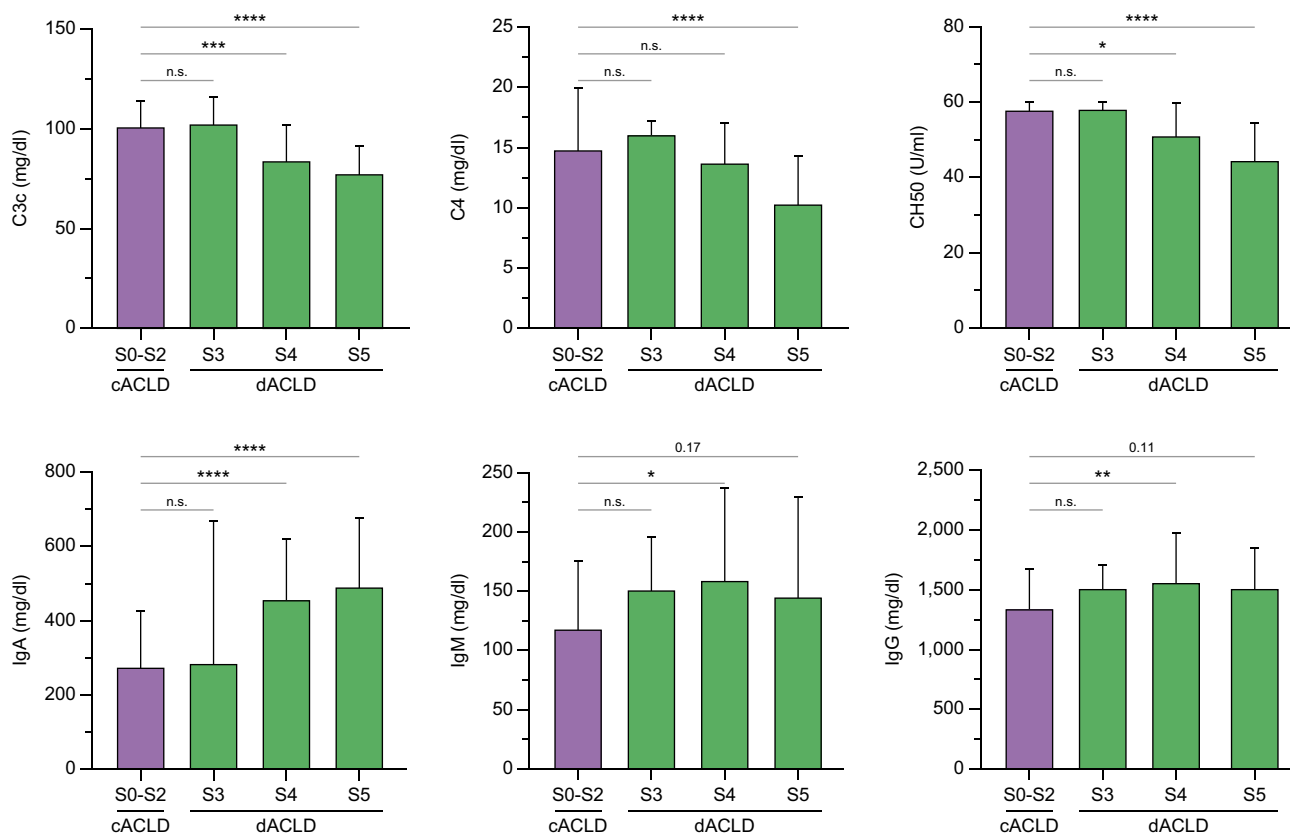 ****
***
n.s.
150
100
50
0
C3c (mg/dl)
S0-S2 S3 S4 S5
cACLD dACLD
****
n.s.
n.s.
25
20
15
10
5
0
C4 (mg/dl)
S0-S2 S3 S4 S5
cACLD dACLD
****
*
n.s.
80
60
40
20
0
CH50 (U/ml)
S0-S2 S3 S4 S5
cACLD dACLD
****
****
n.s.
800
600
400
200
0
IgA (mg/dl)
S0-S2 S3 S4 S5
cACLD dACLD
0.17
*
n.s.
250
200
150
100
50
0
IgM (mg/dl)
S0-S2 S3 S4 S5
cACLD dACLD
0.11
**
n.s.
2,500
2,000
1,500
1,000
500
0
IgG (mg/dl)
S0-S2 S3 S4 S5
cACLD dACLD